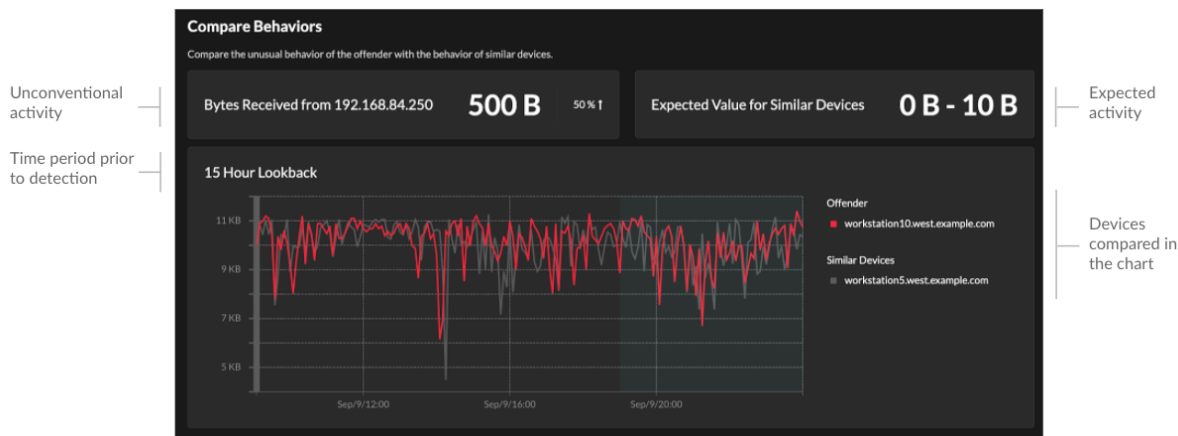 Compare Behaviors
Compare the unusual behavior of the offender with the behavior of similar devices.
Unconventional
activity
Bytes Received from 192.168.84.250
500 B
50 % ↑
Expected Value for Similar Devices
0 B - 10 B
Expected
activity
Time period prior
to detection
15 Hour Lookback
11 KB
9 KB
7 KB
5 KB
Sep/9/12:00
Sep/9/16:00
Sep/9/20:00
Offender
workstation10.west.example.com
Similar Devices
workstation5.west.example.com
Devices
compared in
the chart